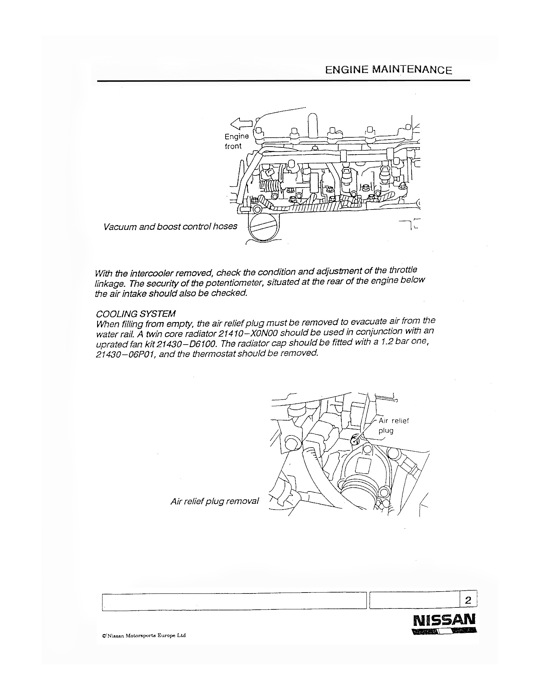 ENGINE MAINTENANCE
Engine
front
Vacuum and boost control hoses
With the intercooler removed, check the condition and adjustment of the throttle
linkage. The security of the potentiometer, situated at the rear of the engine below
the air intake should also be checked.
COOLING SYSTEM
When filling from empty, the air relief plug must be removed to evacuate air from the
water rail. A twin core radiator 21410-X0N00 should be used in conjunction with an
uprated fan kit 21430-D6100. The radiator cap should be fitted with a 1.2 bar one,
21430-06P01, and the thermostat should be removed.
Air relief
plug
Air relief plug removal
2
NISSAN
©Nissan Motorsports Europe Ltd